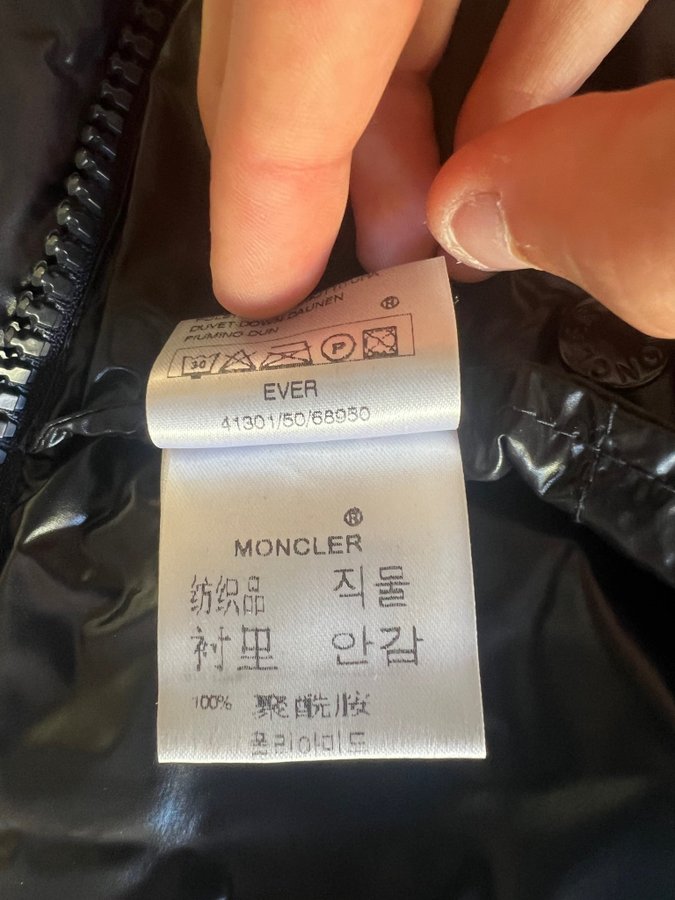 DUVET-DOWN-DAUNEN
PIUMINO-DUN
®
30 P
EVER
41301/50/68950
®
MONCLER
纺织品 직물
衬里 안감
100% 聚酰胺
폴리아미드